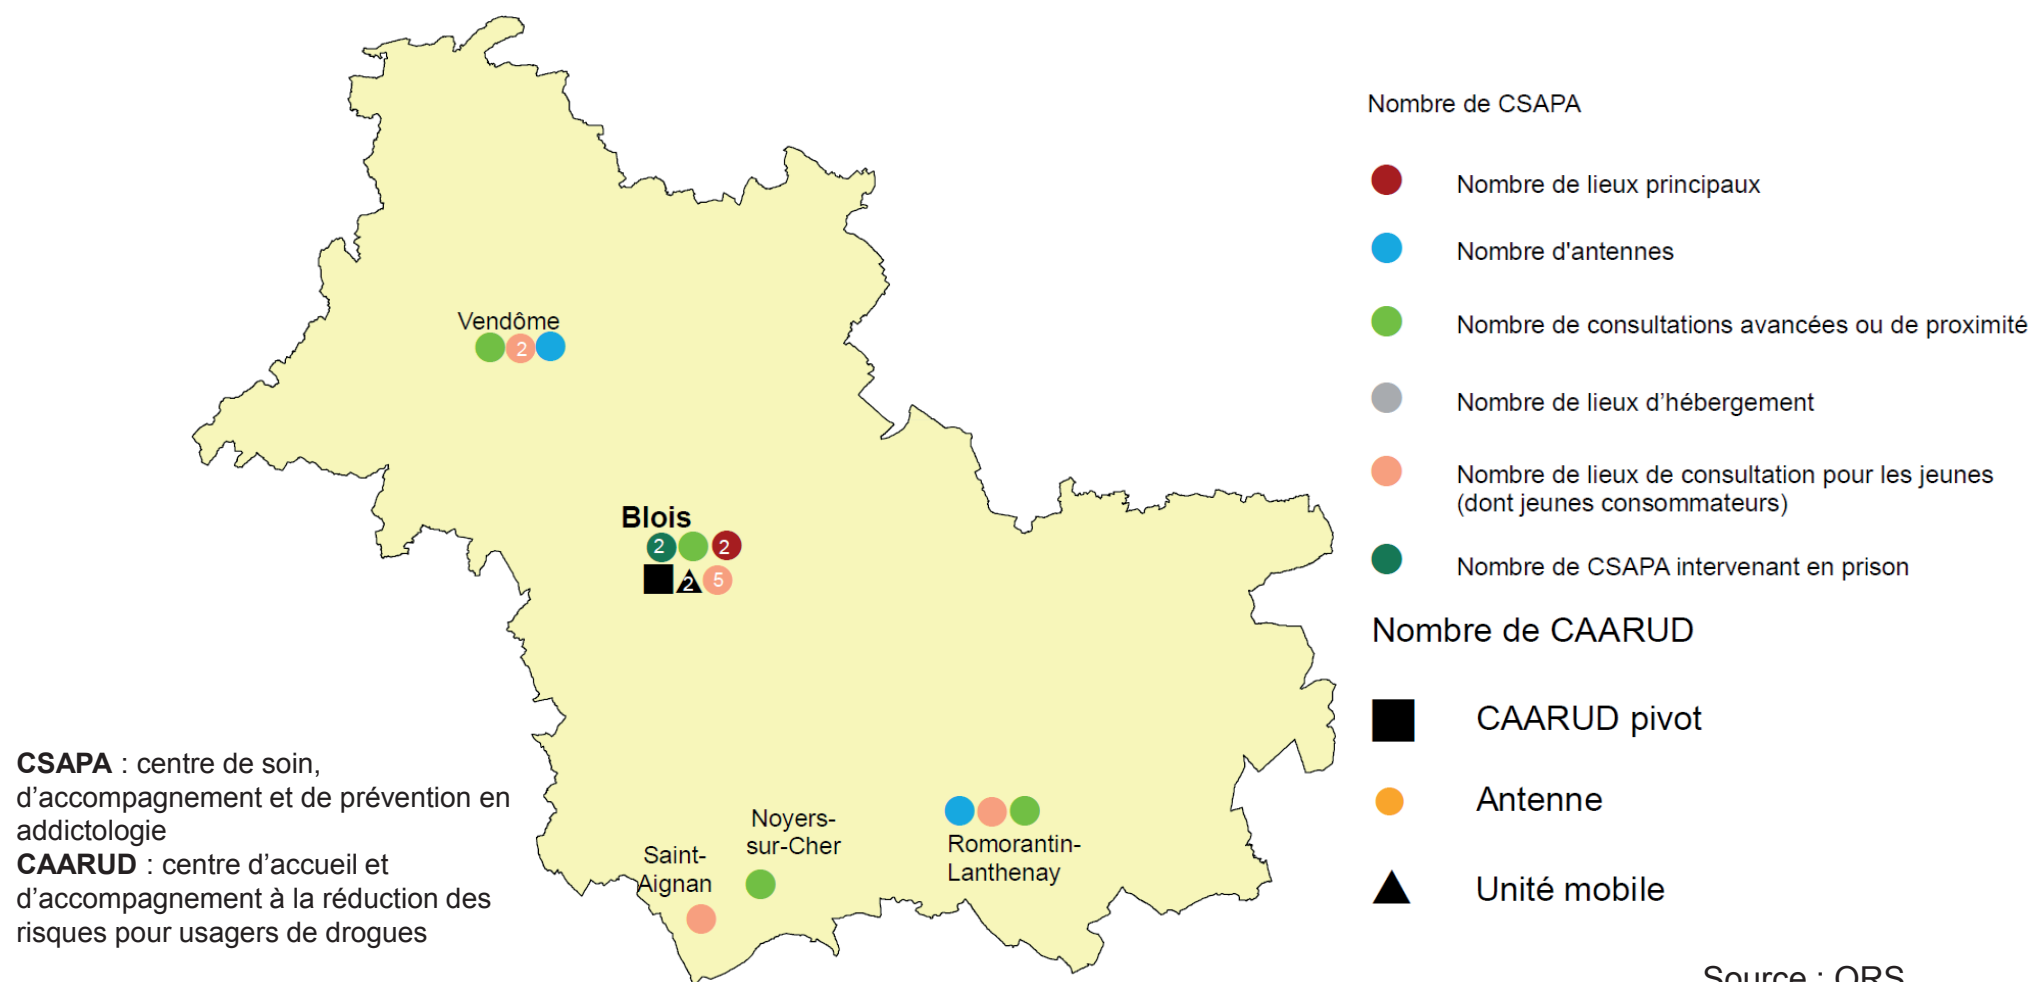 Nombre de CSAPA
Nombre de lieux principaux
Nombre d'antennes
Nombre de consultations avancées ou de proximité
Nombre de lieux d'hébergement
Nombre de lieux de consultation pour les jeunes
(dont jeunes consommateurs)
Nombre de CSAPA intervenant en prison
Nombre de CAARUD
CAARUD pivot
Antenne
Unité mobile
Vendôme
2
Blois
2
2
2
5
Noyers-
sur-Cher
Saint-
Aignan
Romorantin-
Lanthenay
CSAPA : centre de soin,
d'accompagnement et de prévention en
addictologie
CAARUD : centre d'accueil et
d'accompagnement à la réduction des
risques pour usagers de drogues
Source : ORS